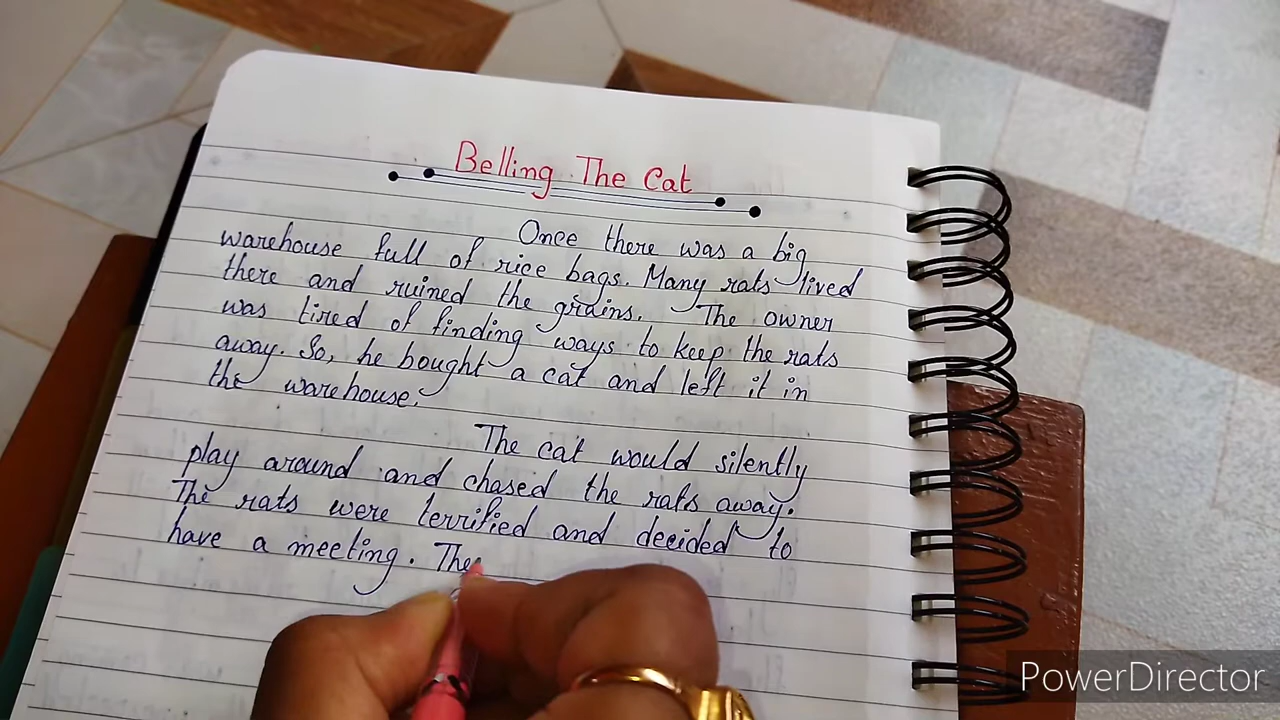 Belling The Cat
Once there was a big
warehouse full of rice bags. Many rats lived
there and ruined the grains. The owner
was tired of finding ways to keep the rats
away. So, he bought a cat and left it in
the warehouse.
The cat would silently
play around and chased the rats away.
The rats were terrified and decided to
have a meeting. The
PowerDirector